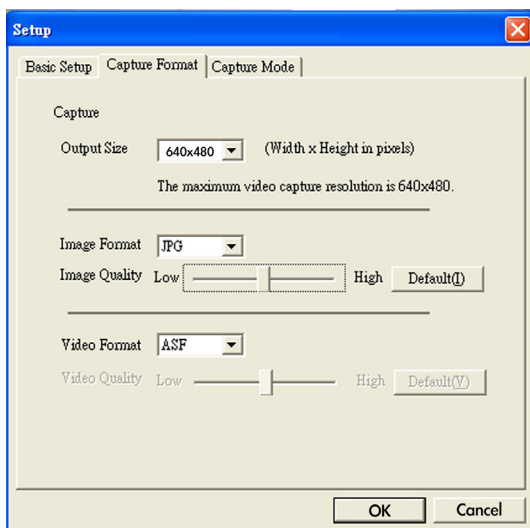 Setup
Basic Setup Capture Format Capture Mode
Capture
Output Size 640x480 (Width x Height in pixels)
The maximum video capture resolution is 640x480.
Image Format JPG
Image Quality Low High Default(I)
Video Format ASF
Video Quality Low High Default(V)
OK Cancel